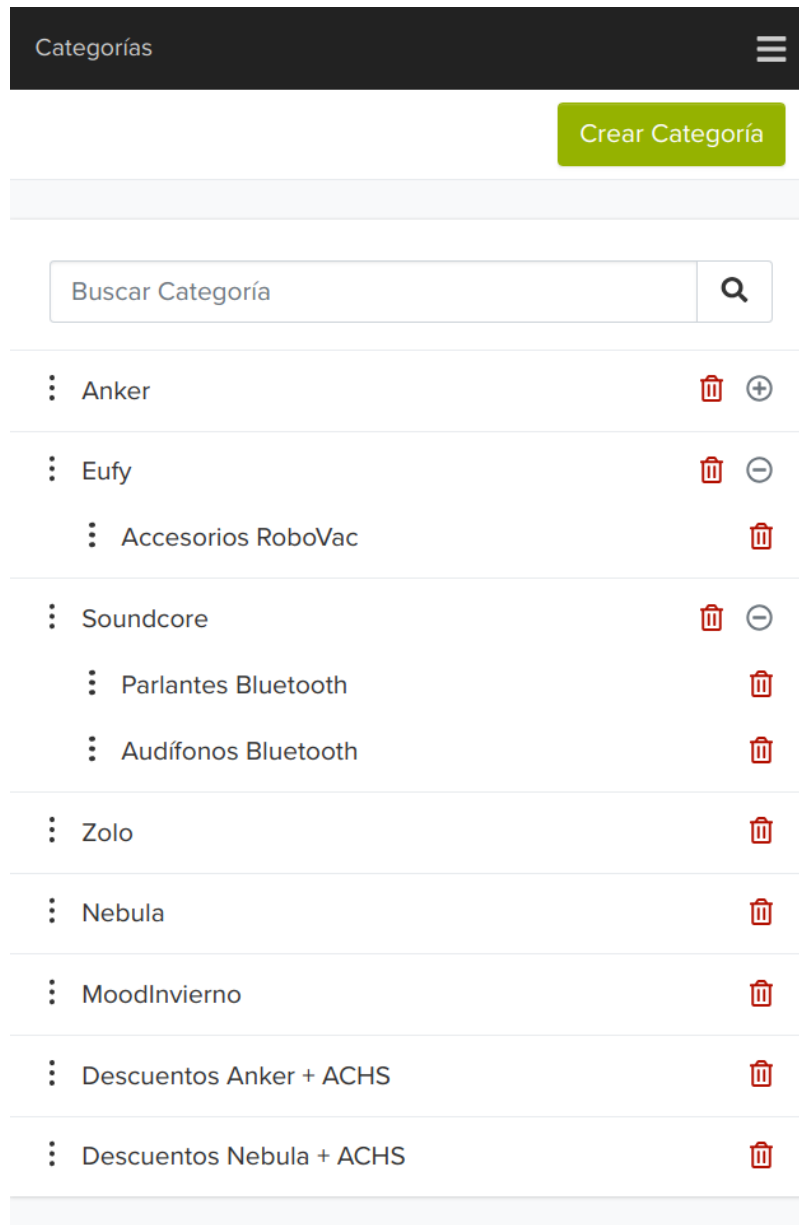 Categorías
Crear Categoría
Buscar Categoría
Anker
Eufy
Accesorios RoboVac
Soundcore
Parlantes Bluetooth
Audífonos Bluetooth
Zolo
Nebula
MoodInvierno
Descuentos Anker + ACHS
Descuentos Nebula + ACHS